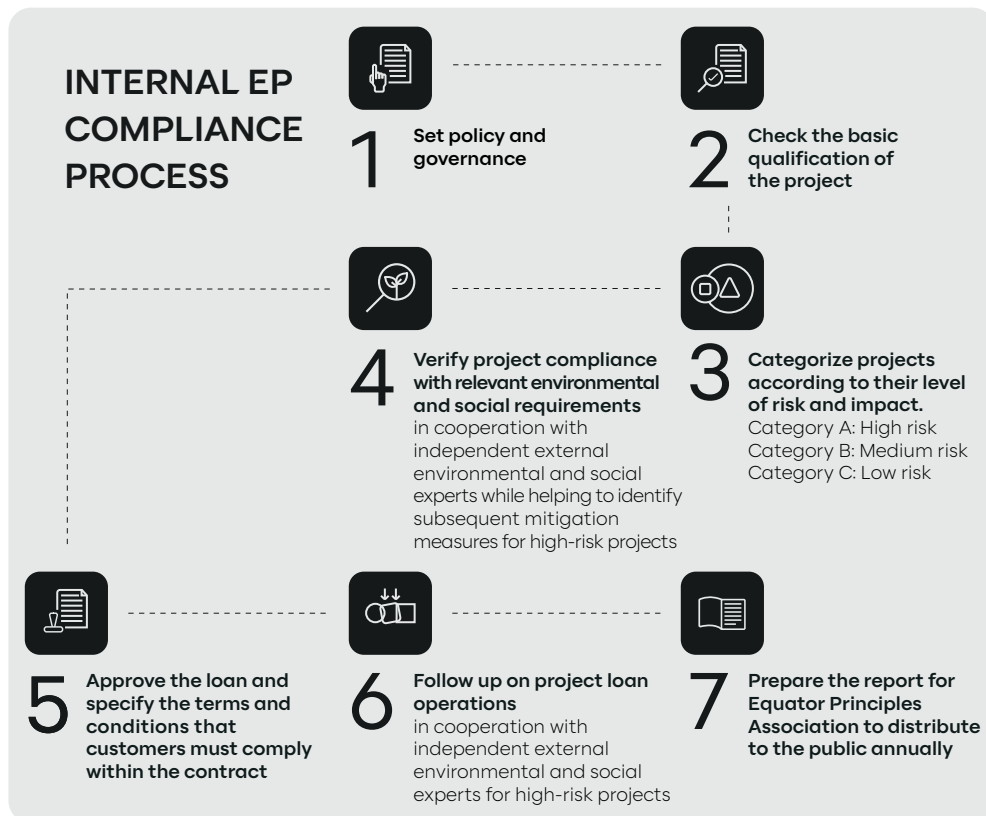 INTERNAL EP
COMPLIANCE
PROCESS
1
Set policy and
governance
2
Check the basic
qualification of
the project
3
Categorize projects
according to their level
of risk and impact.
Category A: High risk
Category B: Medium risk
Category C: Low risk
4
Verify project compliance
with relevant environmental
and social requirements
in cooperation with
independent external
environmental and social
experts while helping to identify
subsequent mitigation
measures for high-risk projects
5
Approve the loan and
specify the terms and
conditions that
customers must comply
within the contract
6
Follow up on project loan
operations
in cooperation with
independent external
environmental and social
experts for high-risk projects
7
Prepare the report for
Equator Principles
Association to distribute
to the public annually